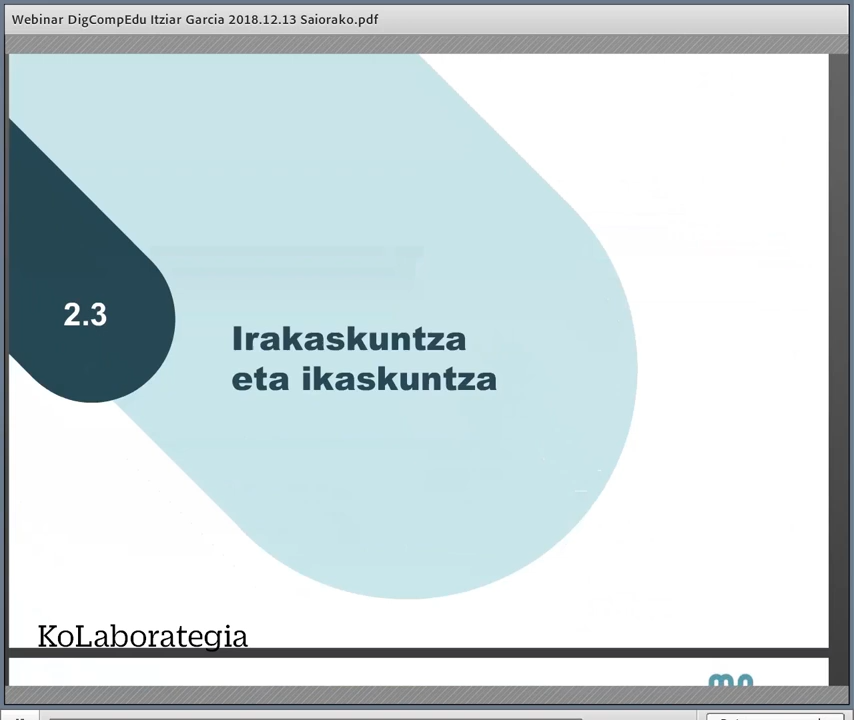 Webinar DigCompEdu Itziar Garcia 2018.12.13 Saiorako.pdf
2.3
Irakaskuntza
eta ikaskuntza
KoLaborategia